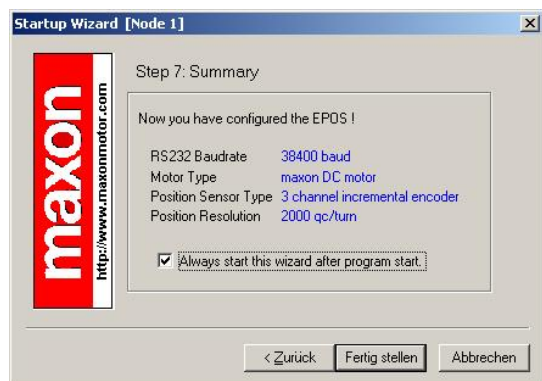 Startup Wizard [Node 1]
maxon
http://www.maxonmotor.com
Step 7: Summary
Now you have configured the EPOS !
RS232 Baudrate 38400 baud
Motor Type maxon DC motor
Position Sensor Type 3 channel incremental encoder
Position Resolution 2000 qc/turn
Always start this wizard after program start.
< Zurück Fertig stellen Abbrechen